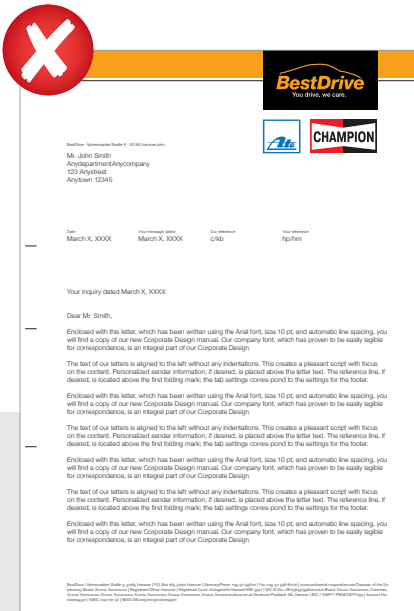 BestDrive
You drive, we care.
ATE
CHAMPION
BestDrive · Vahrenwalder Straße 9 · 30165 Hannover
Mr. John Smith
AnydepartmentAnycompany
123 Anystreet
Anytown 12345
Date Your message dated Our reference Your reference
March X, XXXX March X, XXXX c/kb hp/hm
Your inquiry dated March X, XXXX
Dear Mr. Smith,
Enclosed with this letter, which has been written using the Arial font, size 10 pt, and automatic line spacing, you
will find a copy of our new Corporate Design manual. Our company font, which has proven to be easily legible
for correspondence, is an integral part of our Corporate Design.
The text of our letters is aligned to the left without any indentations. This creates a pleasant script with focus
on the content. Personalized sender information, if desired, is placed above the letter text. The reference line, if
desired, is located above the first folding mark; the tab settings corres-pond to the settings for the footer.
Enclosed with this letter, which has been written using the Arial font, size 10 pt, and automatic line spacing, you
will find a copy of our new Corporate Design manual. Our company font, which has proven to be easily legible
for correspondence, is an integral part of our Corporate Design.
The text of our letters is aligned to the left without any indentations. This creates a pleasant script with focus
on the content. Personalized sender information, if desired, is placed above the letter text. The reference line, if
desired, is located above the first folding mark; the tab settings corres-pond to the settings for the footer.
Enclosed with this letter, which has been written using the Arial font, size 10 pt, and automatic line spacing, you
will find a copy of our new Corporate Design manual. Our company font, which has proven to be easily legible
for correspondence, is an integral part of our Corporate Design.
The text of our letters is aligned to the left without any indentations. This creates a pleasant script with focus
on the content. Personalized sender information, if desired, is placed above the letter text. The reference line, if
desired, is located above the first folding mark; the tab settings corres-pond to the settings for the footer.
Enclosed with this letter, which has been written using the Arial font, size 10 pt, and automatic line spacing, you
will find a copy of our new Corporate Design manual. Our company font, which has proven to be easily legible
for correspondence, is an integral part of our Corporate Design.